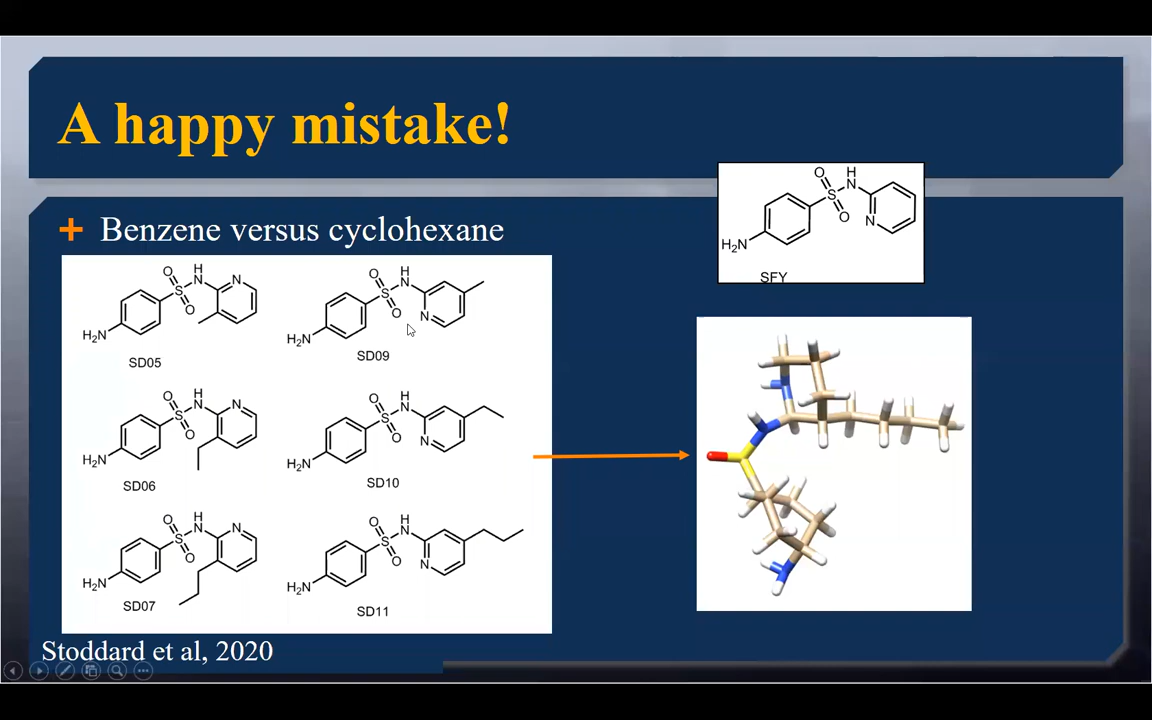 A happy mistake!
Benzene versus cyclohexane
O H
N
N
S
O
H₂N
SFY
O H
N
N
S
O
H₂N
SD05
O H
N
S
O
N
H₂N
SD09
O H
N
N
S
O
H₂N
SD06
O H
N
S
O
N
H₂N
SD10
O H
N
N
S
O
H₂N
SD07
O H
N
S
O
N
H₂N
SD11
Stoddard et al, 2020